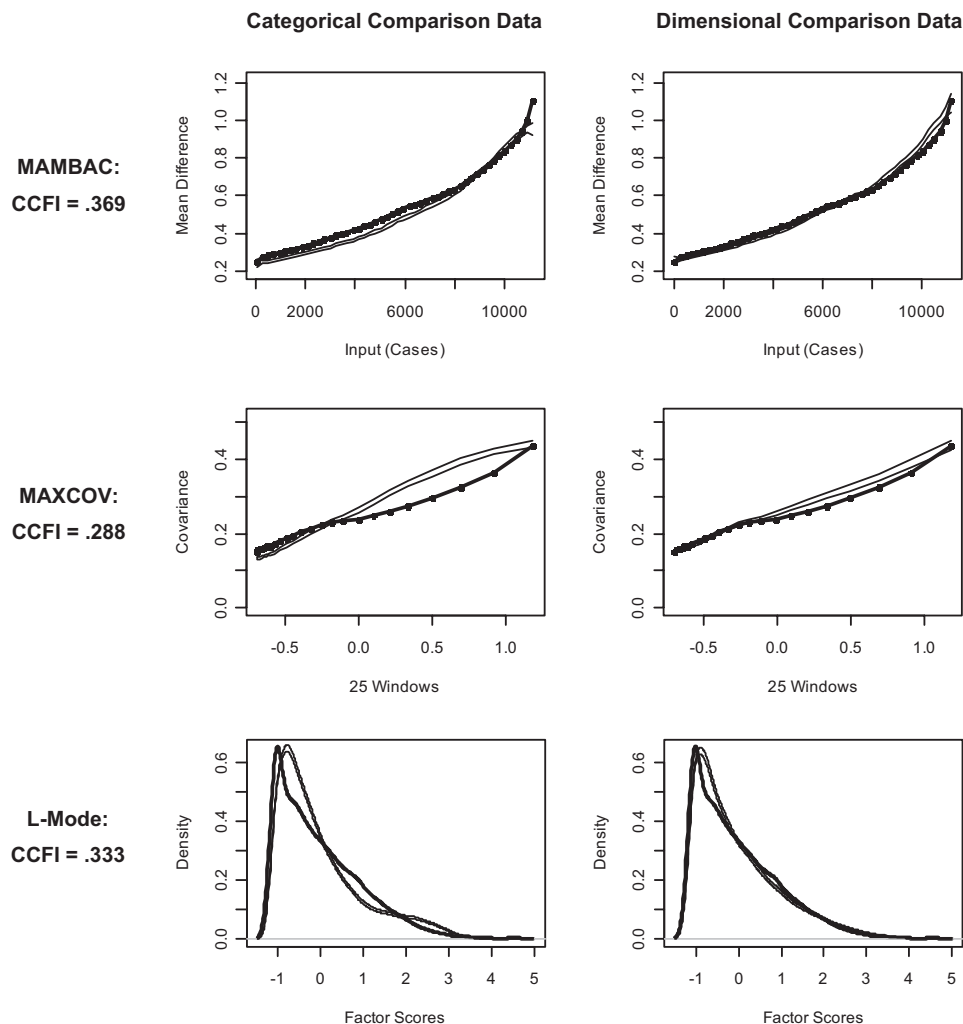 Categorical Comparison Data
Dimensional Comparison Data
MAMBAC:
CCFI = .369
Mean Difference
0.2 0.4 0.6 0.8 1.0 1.2
0 2000 6000 10000
Input (Cases)
Mean Difference
0.2 0.4 0.6 0.8 1.0 1.2
0 2000 6000 10000
Input (Cases)
MAXCOV:
CCFI = .288
Covariance
0.0 0.2 0.4
-0.5 0.0 0.5 1.0
25 Windows
Covariance
0.0 0.2 0.4
-0.5 0.0 0.5 1.0
25 Windows
L-Mode:
CCFI = .333
Density
0.0 0.2 0.4 0.6
-1 0 1 2 3 4 5
Factor Scores
Density
0.0 0.2 0.4 0.6
-1 0 1 2 3 4 5
Factor Scores